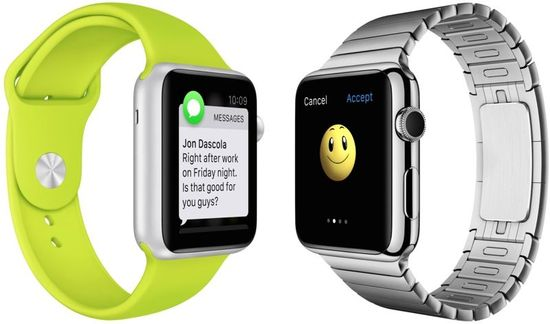 10:09
MESSAGES
Jon Dascola
Right after work
on Friday night.
Is that good for
you guys?
Cancel Accept